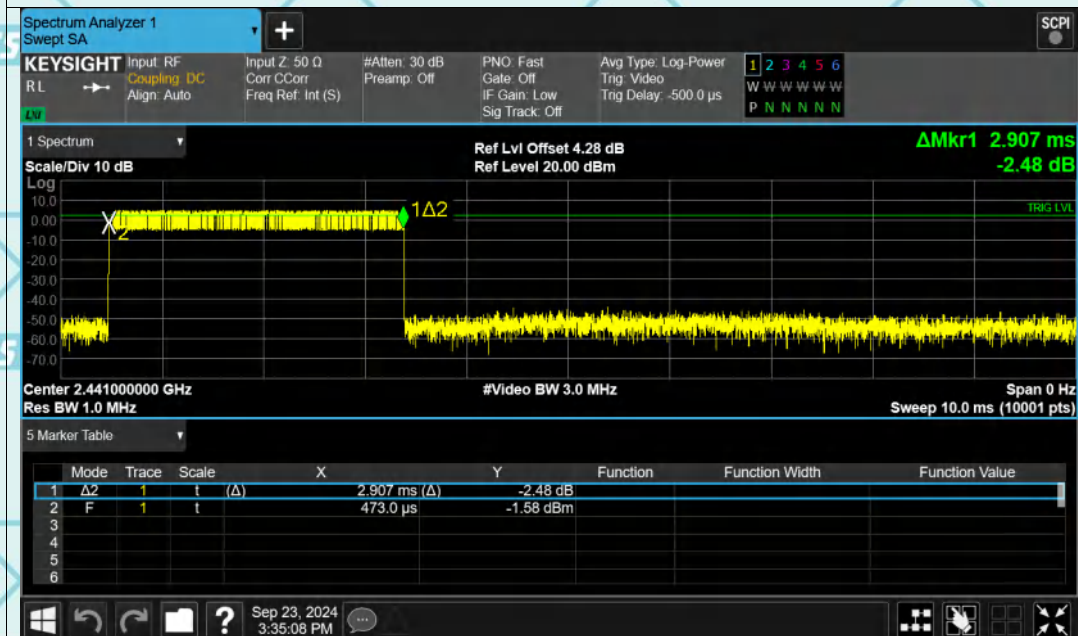 Spectrum Analyzer 1
Swept SA
+
SCPI
KEYSIGHT Input: RF Input Z: 50 Ω #Atten: 30 dB PNO: Fast Avg Type: Log-Power 1 2 3 4 5 6
RL Coupling: DC Corr CCorr Preamp: Off Gate: Off Trig: Video W W W W W W
Align: Auto Freq Ref: Int (S) IF Gain: Low Trig Delay: -500.0 µs P N N N N N
LXI Sig Track: Off
1 Spectrum Ref Lvl Offset 4.28 dB ΔMkr1 2.907 ms
Scale/Div 10 dB Ref Level 20.00 dBm -2.48 dB
Log
10.0
0.00
-10.0
-20.0
-30.0
-40.0
-50.0
-60.0
-70.0
1Δ2
TRIG LVL
2
Center 2.441000000 GHz #Video BW 3.0 MHz Span 0 Hz
Res BW 1.0 MHz Sweep 10.0 ms (10001 pts)
5 Marker Table
Mode Trace Scale X Y Function Function Width Function Value
1 Δ2 1 t (Δ) 2.907 ms (Δ) -2.48 dB
2 F 1 t 473.0 µs -1.58 dBm
3
4
5
6
? Sep 23, 2024
3:35:08 PM